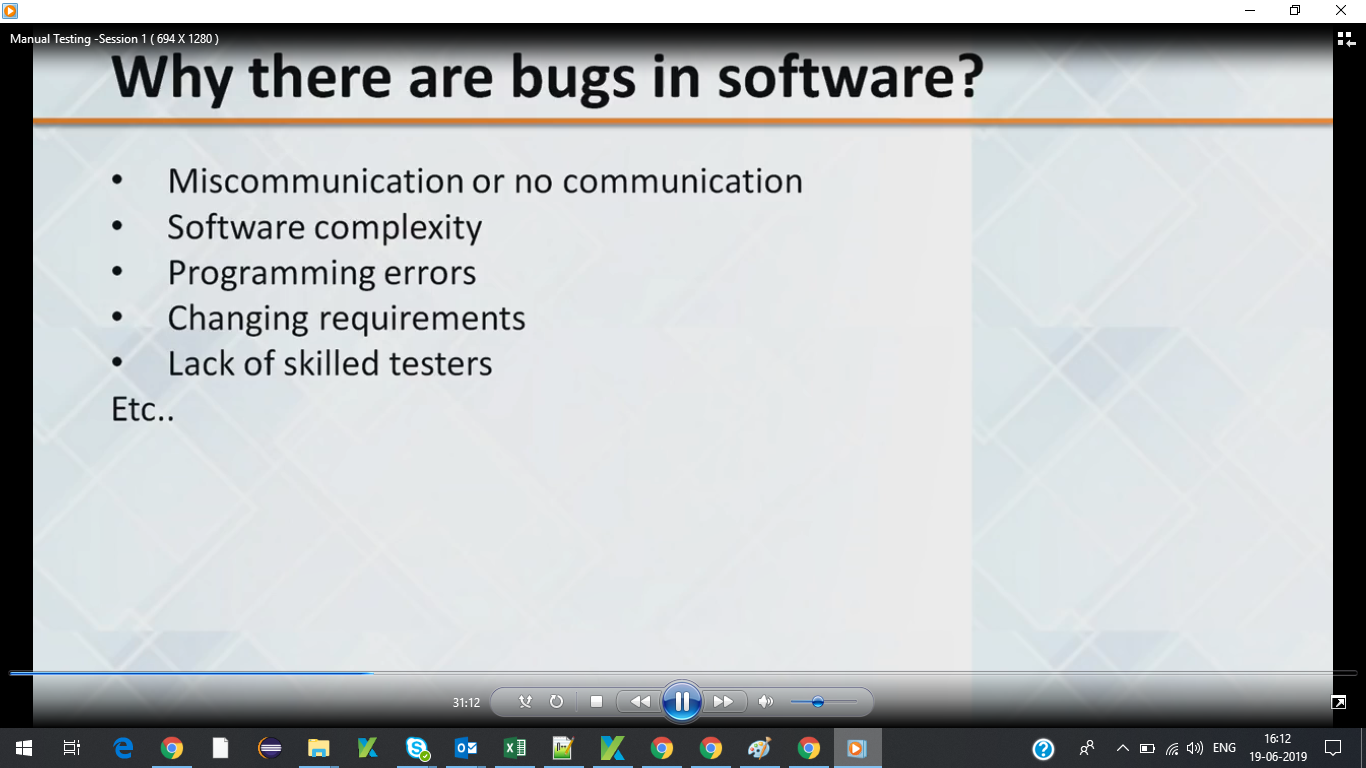 Manual Testing -Session 1 ( 694 X 1280 )
Why there are bugs in software?
• Miscommunication or no communication
• Software complexity
• Programming errors
• Changing requirements
• Lack of skilled testers
Etc..
31:12
ENG
16:12
19-06-2019